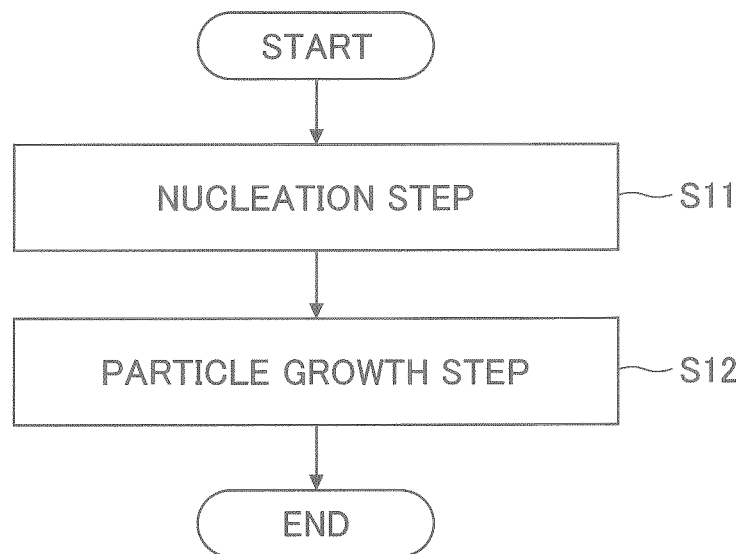 START
NUCLEATION STEP
S11
PARTICLE GROWTH STEP
S12
END